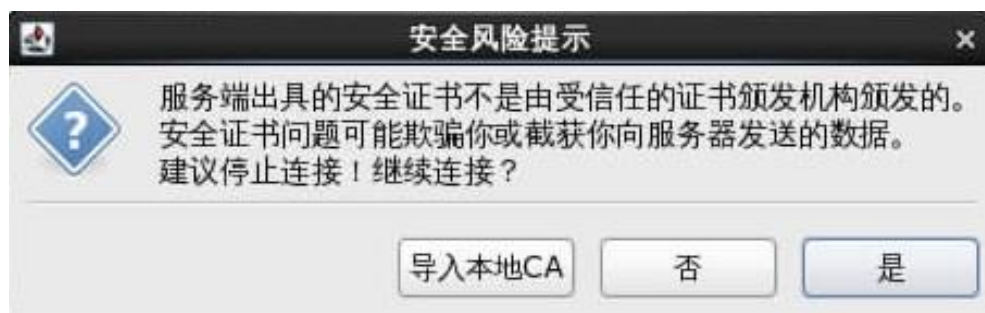 安全风险提示
服务端出具的安全证书不是由受信任的证书颁发机构颁发的。
安全证书问题可能欺骗你或截获你向服务器发送的数据。
建议停止连接！继续连接？
导入本地CA 否 是